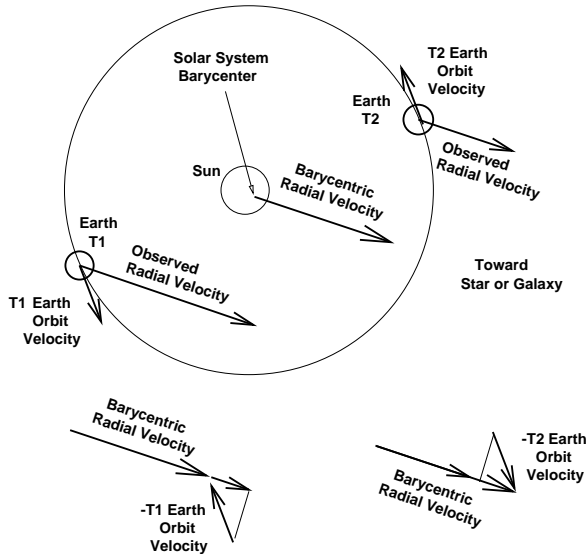 T2 Earth
Orbit
Velocity
Solar System
Barycenter
Earth
T2
Observed
Radial Velocity
Sun
Barycentric
Radial Velocity
Earth
T1
Observed
Radial Velocity
Toward
Star or Galaxy
T1 Earth
Orbit
Velocity
Barycentric
Radial Velocity
-T1 Earth
Orbit
Velocity
Barycentric
Radial Velocity
-T2 Earth
Orbit
Velocity